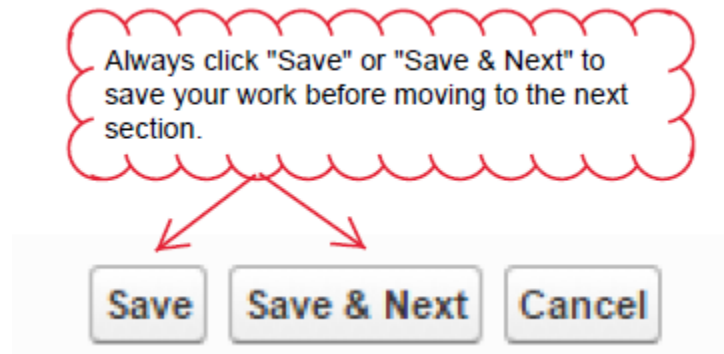 Always click "Save" or "Save & Next" to
save your work before moving to the next
section.
Save Save & Next Cancel